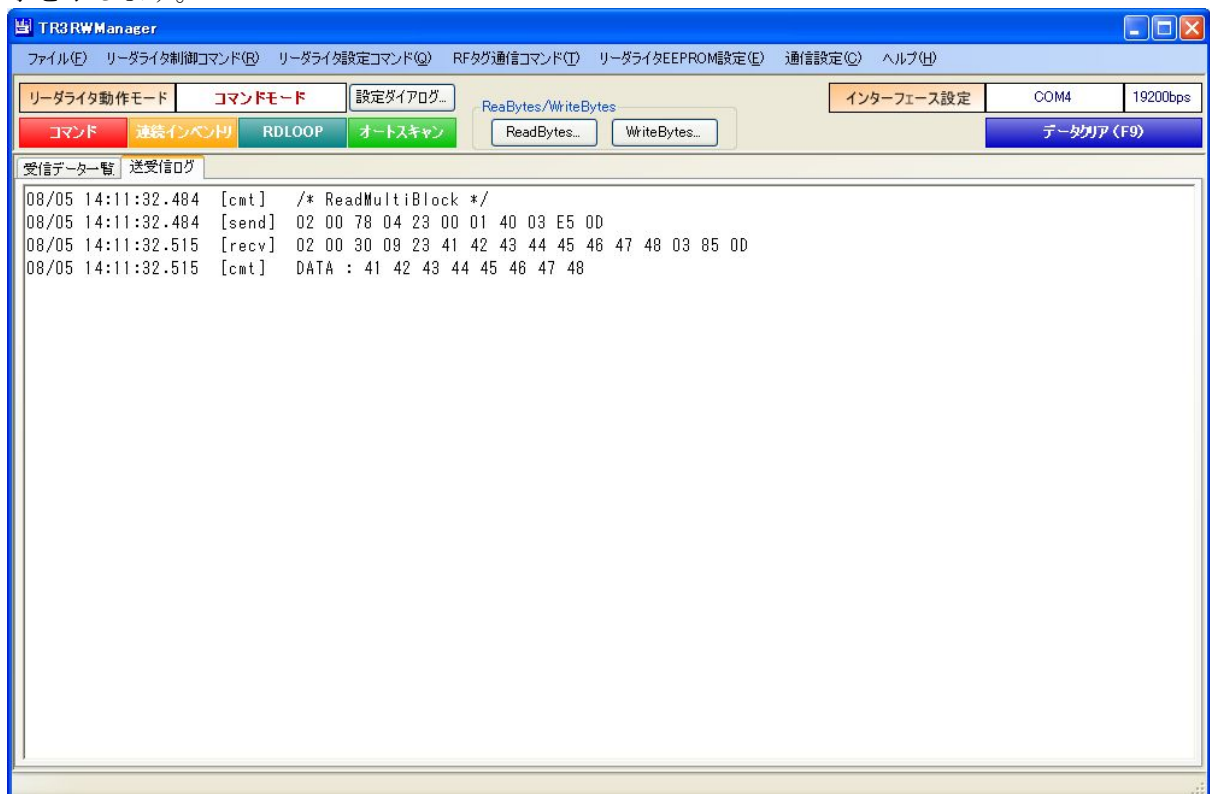 TR3RWManager
ファイル(F) リーダライタ制御コマンド(R) リーダライタ設定コマンド(Q) RFタグ通信コマンド(T) リーダライタEEPROM設定(E) 通信設定(C) ヘルプ(H)
リーダライタ動作モード コマンドモード 設定ダイアログ... ReaBytes/WriteBytes インターフェース設定 COM4 19200bps
コマンド 連続インベントリ RDLOOP オートスキャン ReadBytes... WriteBytes... データクリア(F9)
受信データ一覧 送受信ログ
08/05 14:11:32.484 [cmt] /* ReadMultiBlock */
08/05 14:11:32.484 [send] 02 00 78 04 23 00 01 40 03 E5 0D
08/05 14:11:32.515 [recv] 02 00 30 09 23 41 42 43 44 45 46 47 48 03 85 0D
08/05 14:11:32.515 [cmt] DATA : 41 42 43 44 45 46 47 48